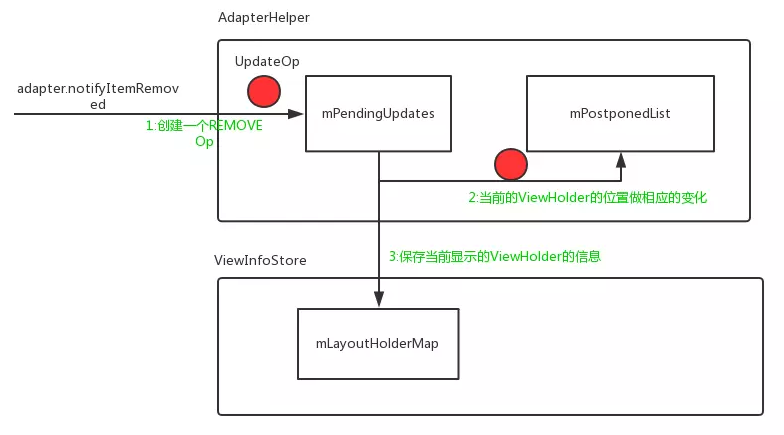 AdapterHelper
UpdateOp
adapter.notifyItemRemov
ed
mPendingUpdates
mPostponedList
1:创建一个REMOVE
Op
2:当前的ViewHolder的位置做相应的变化
3:保存当前显示的ViewHolder的信息
ViewInfoStore
mLayoutHolderMap